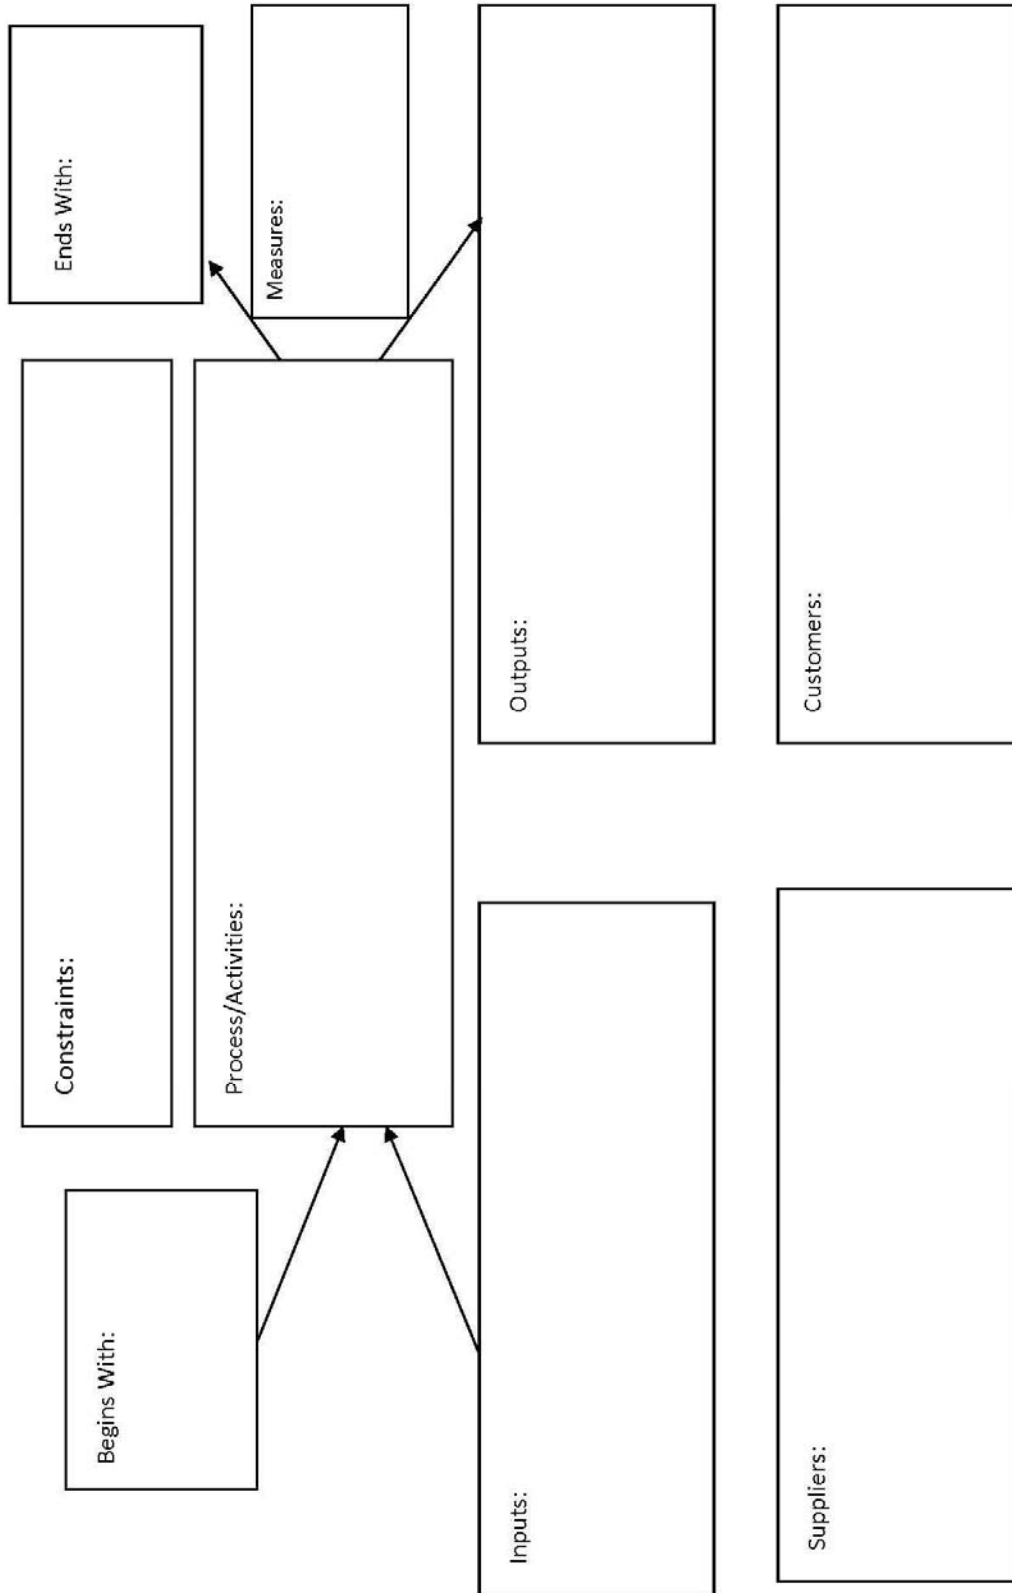 Constraints:
Ends With:
Begins With:
Process/Activities:
Measures:
Inputs:
Outputs:
Suppliers:
Customers: